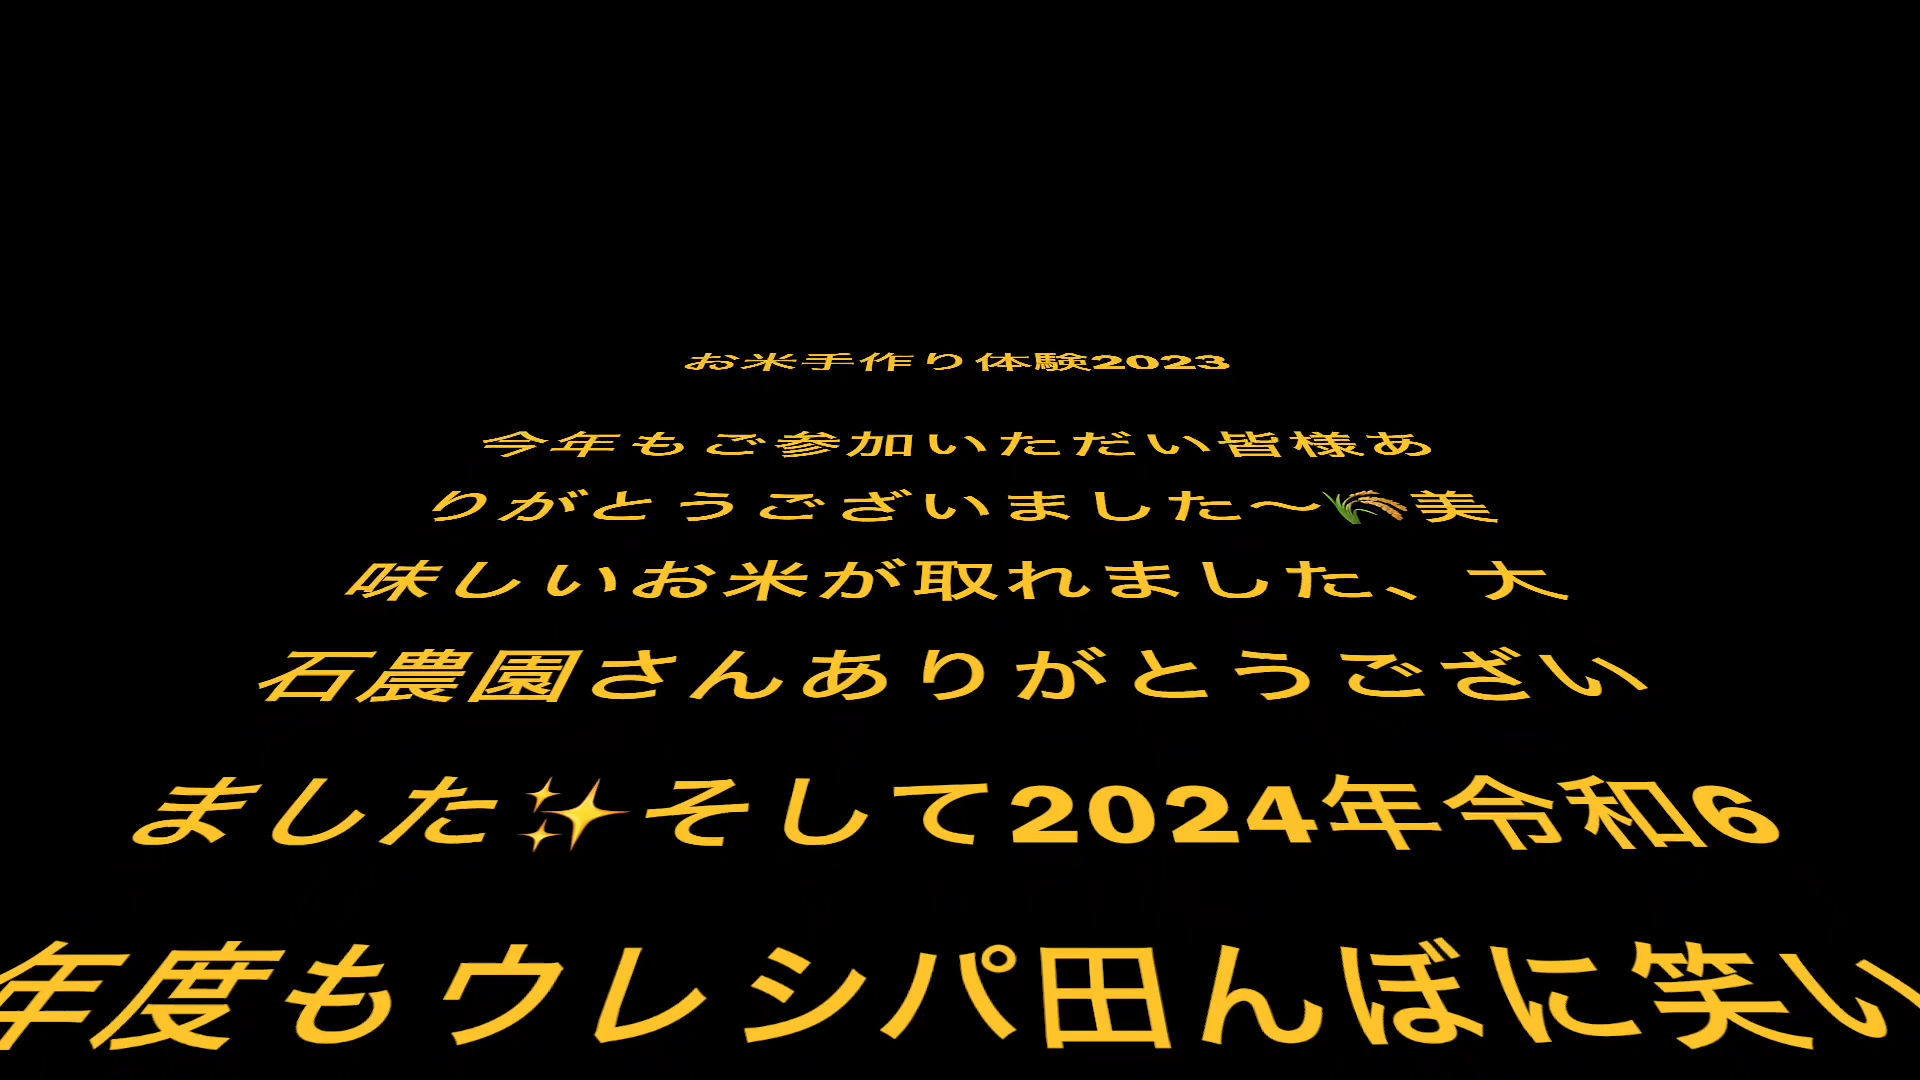 お米手作り体験2023
今年もご参加いただい皆様あ
りがとうございました〜🌾美
味しいお米が取れました、大
石農園さんありがとうござい
ました✨そして2024年令和6
年度もウレシパ田んぼに笑い